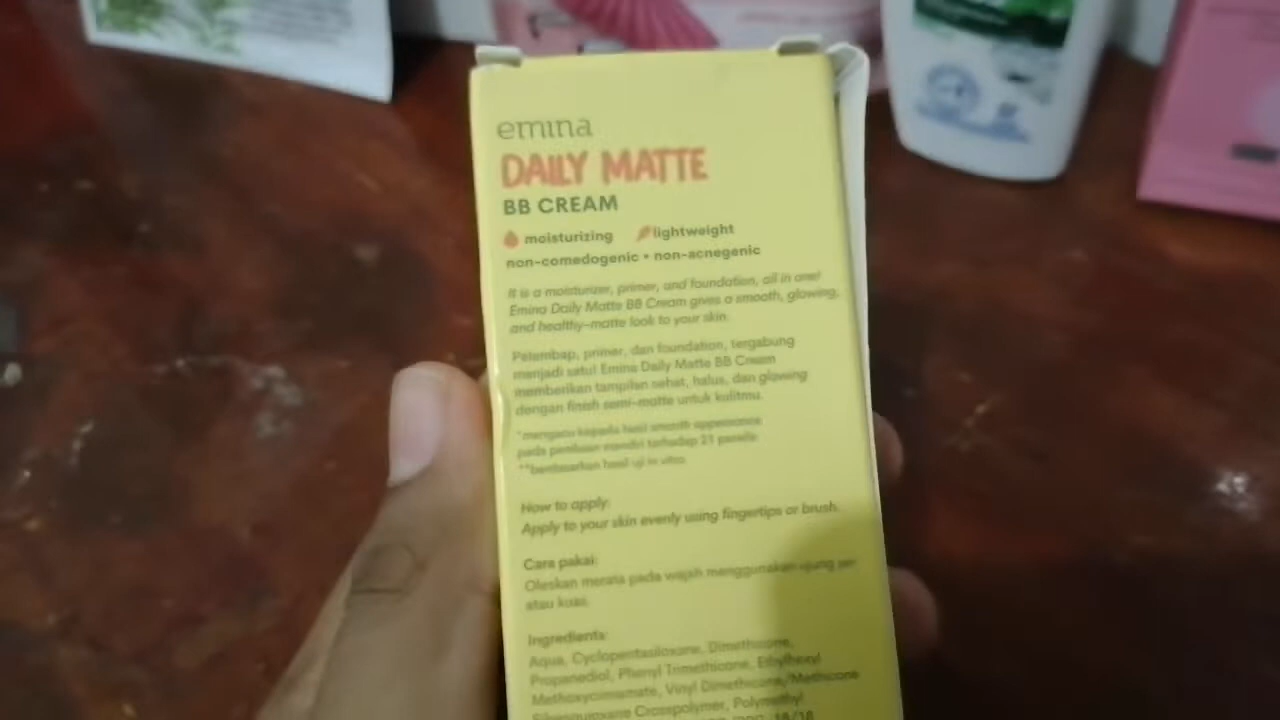 emina
DAILY MATTE
BB CREAM
moisturizing lightweight
non-comedogenic • non-acnegenic
It is a moisturizer, primer, and foundation, all in one!
Emina Daily Matte BB Cream gives a smooth, glowing,
and healthy-matte look to your skin.
Pelembap, primer, dan foundation, tergabung
menjadi satu! Emina Daily Matte BB Cream
memberikan tampilan sehat, halus, dan glowing
dengan finish semi-matte untuk kulitmu.
*mengacu kepada hasil smooth appearance
pada penilaian mandiri terhadap 21 panelis
**berdasarkan hasil uji in vitro
How to apply:
Apply to your skin evenly using fingertips or brush.
Cara pakai:
Oleskan merata pada wajah menggunakan ujung
atau kuas.
Ingredients:
Aqua, Cyclopentasiloxane, Dimethicone,
Propanediol, Phenyl Trimethicone, Ethylhexyl
Methoxycinnamate, Vinyl Dimethicone/Methicone
Silsesquioxane Crosspolymer, Polymethyl